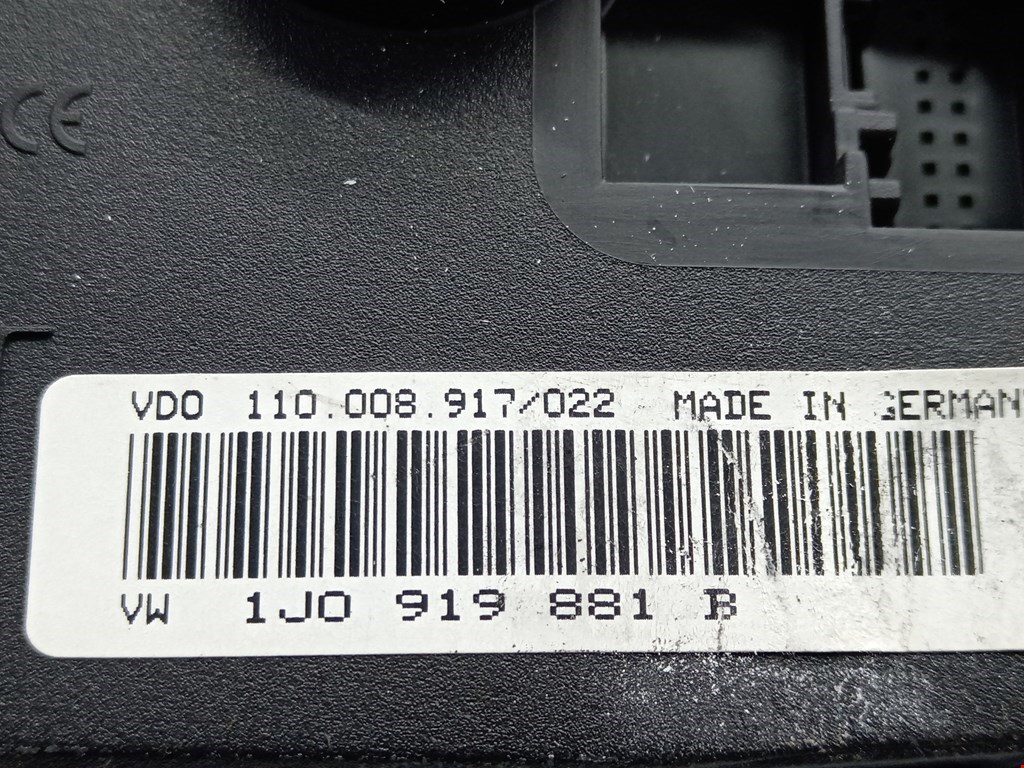 CE
VDO 110.008.917/022 MADE IN GERMAN
VW 1J0 919 881 B